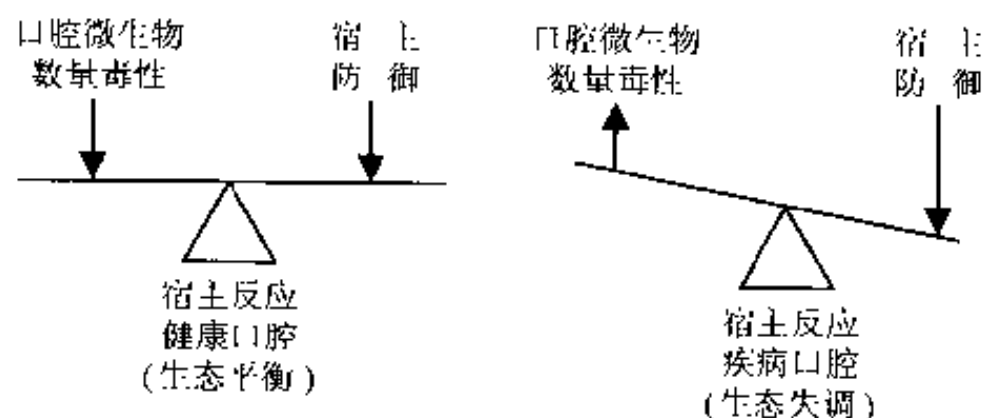 口腔微生物
数量毒性
宿 主
防 御
宿主反应
健康口腔
(生态平衡)
口腔微生物
数量毒性
宿 主
防 御
宿主反应
疾病口腔
(生态失调)